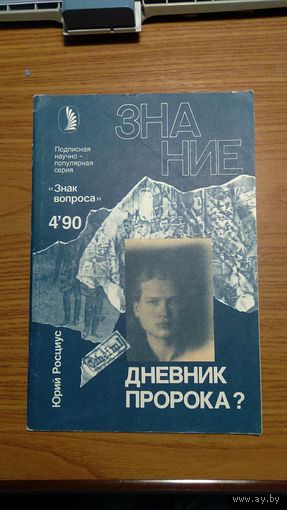 ЗНА
НИЕ
Подписная
научно-
популярная
серия
«Знак
вопроса»
4'90
Юрий Росциус
ДНЕВНИК
ПРОРОКА?
www.ay.by